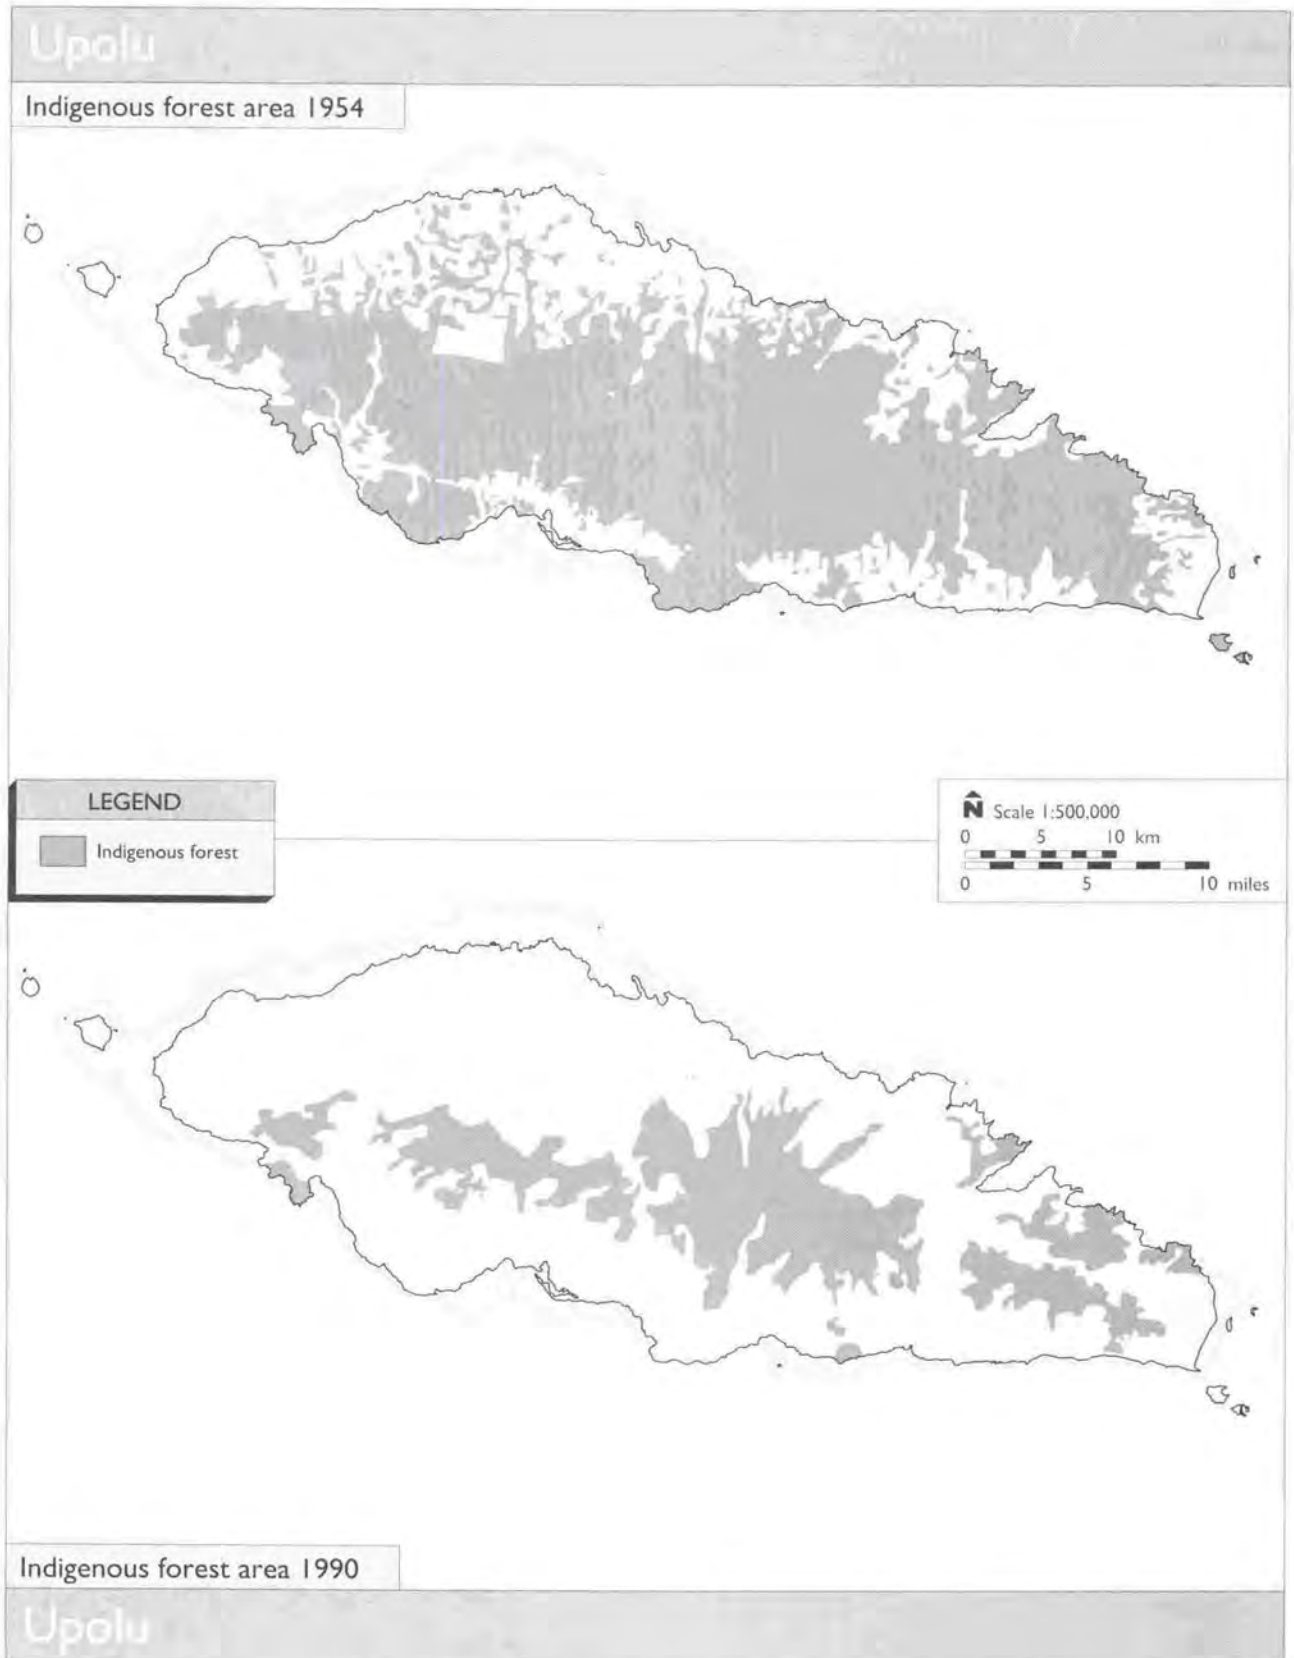 Upolu
Indigenous forest area 1954
LEGEND
Indigenous forest
N Scale 1:500,000
0 5 10 km
0 5 10 miles
Indigenous forest area 1990
Upolu